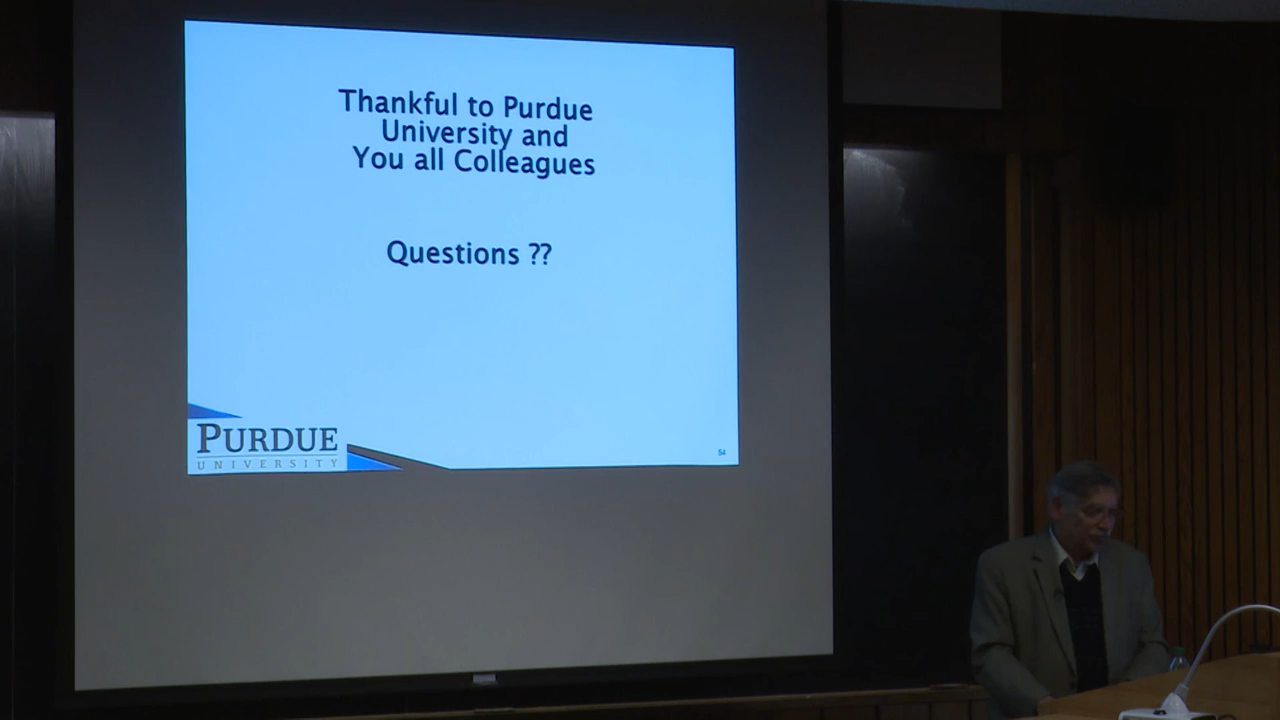 Thankful to Purdue
University and
You all Colleagues
Questions ??
PURDUE
UNIVERSITY
54